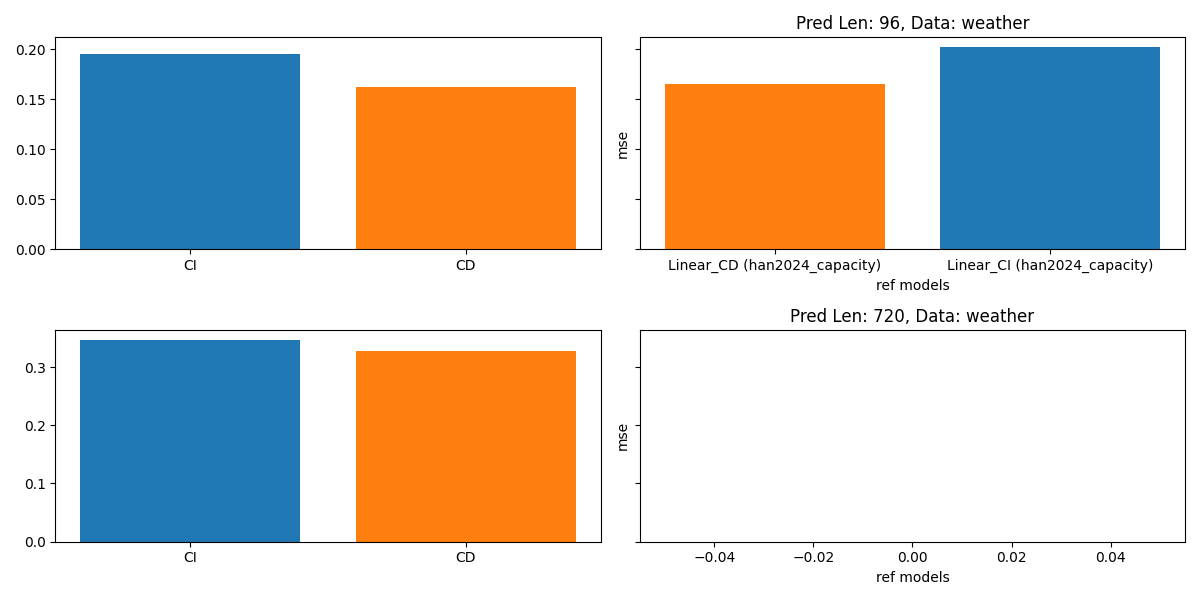 0.20
0.15
0.10
0.05
0.00
CI
CD
Pred Len: 96, Data: weather
mse
Linear_CD (han2024_capacity)
Linear_CI (han2024_capacity)
ref models
0.3
0.2
0.1
0.0
CI
CD
Pred Len: 720, Data: weather
mse
−0.04
−0.02
0.00
0.02
0.04
ref models